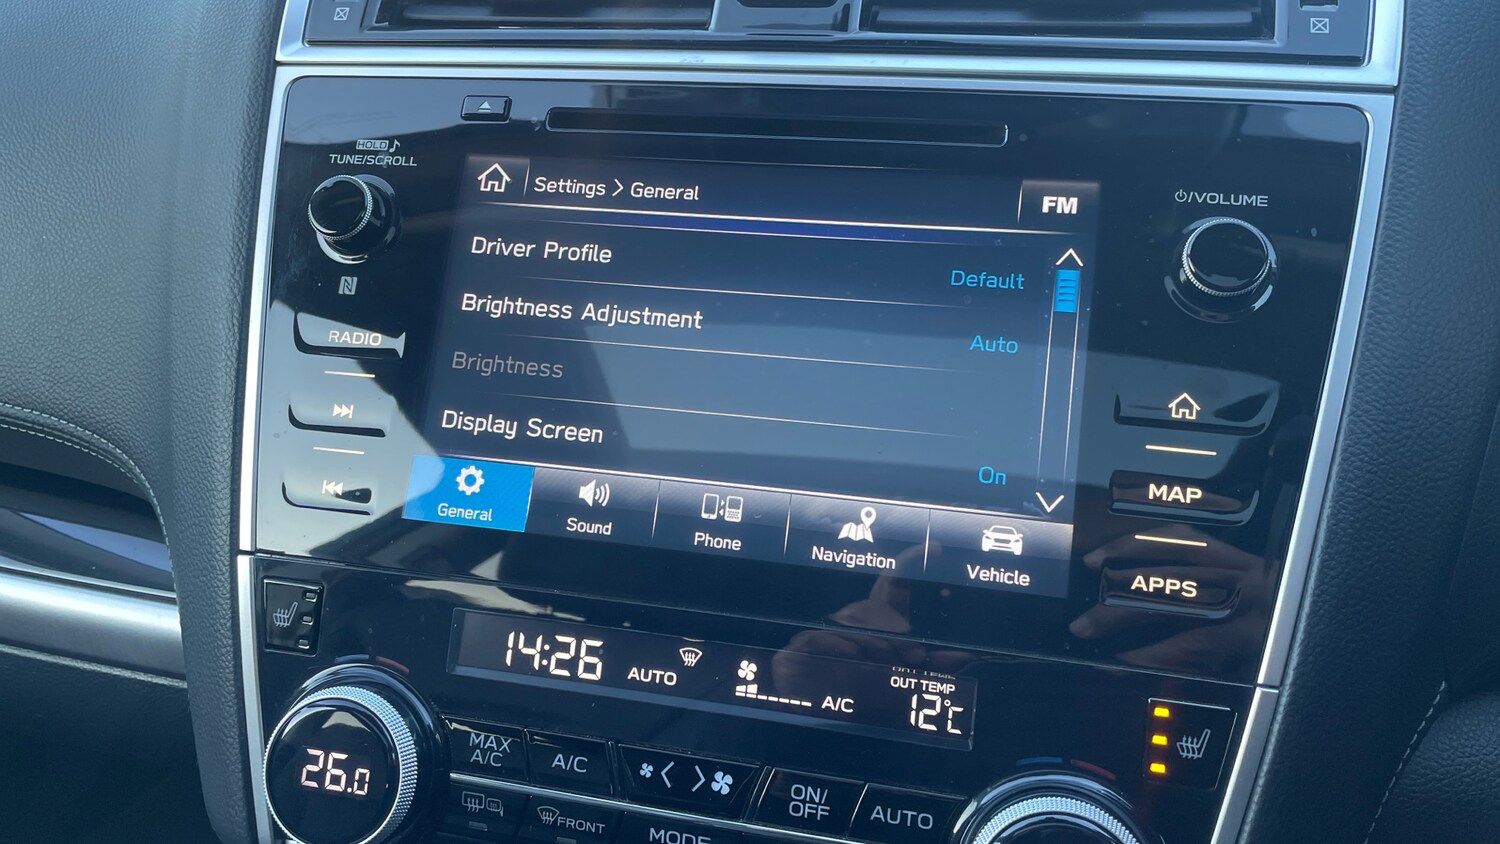 HOLD
TUNE/SCROLL
/VOLUME
Settings > General
FM
Driver Profile
Default
Brightness Adjustment
Auto
Brightness
Display Screen
On
General
Sound
Phone
Navigation
Vehicle
RADIO
MAP
APPS
14:26
AUTO
A/C
OUT TEMP
12°C
26.0
MAX
A/C
A/C
ON/
OFF
AUTO
FRONT
MODE